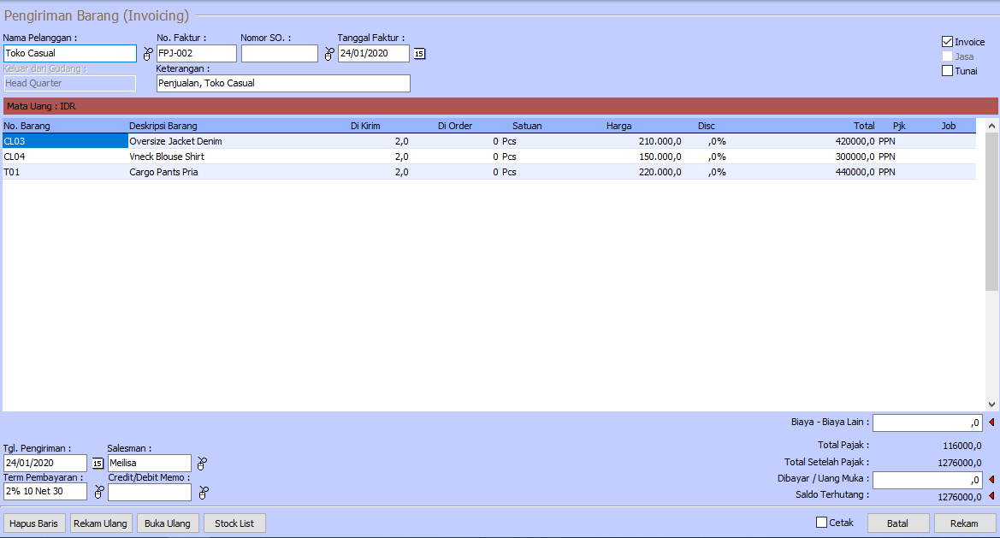 Pengiriman Barang (Invoicing)
Nama Pelanggan : No. Faktur : Nomor SO. : Tanggal Faktur :
Toko Casual FPJ-002 24/01/2020 15 Invoice
Jasa
Keluar dari Gudang : Keterangan : Tunai
Head Quarter Penjualan, Toko Casual
Mata Uang : IDR
No. Barang Deskripsi Barang Di Kirim Di Order Satuan Harga Disc Total Pjk Job
CL03 Oversize Jacket Denim 2,0 0 Pcs 210.000,0 ,0% 420000,0 PPN
CL04 Vneck Blouse Shirt 2,0 0 Pcs 150.000,0 ,0% 300000,0 PPN
T01 Cargo Pants Pria 2,0 0 Pcs 220.000,0 ,0% 440000,0 PPN
Biaya - Biaya Lain : ,0
Tgl. Pengiriman : Salesman : Total Pajak : 116000,0
24/01/2020 15 Meilisa Total Setelah Pajak : 1276000,0
Term Pembayaran : Credit/Debit Memo : Dibayar / Uang Muka : ,0
2% 10 Net 30 Saldo Terhutang : 1276000,0
Hapus Baris Rekam Ulang Buka Ulang Stock List Cetak Batal Rekam